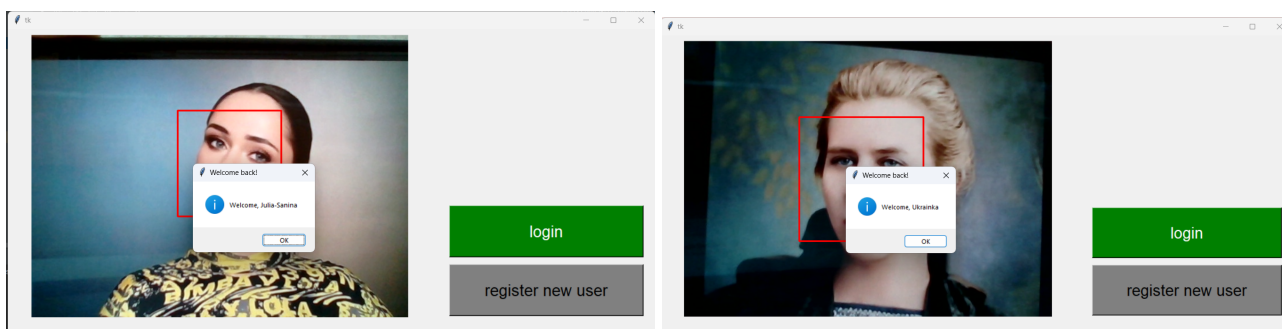 tk
Welcome back!
Welcome, Julia-Sanina
OK
login
register new user
tk
Welcome back!
Welcome, Ukrainka
OK
login
register new user